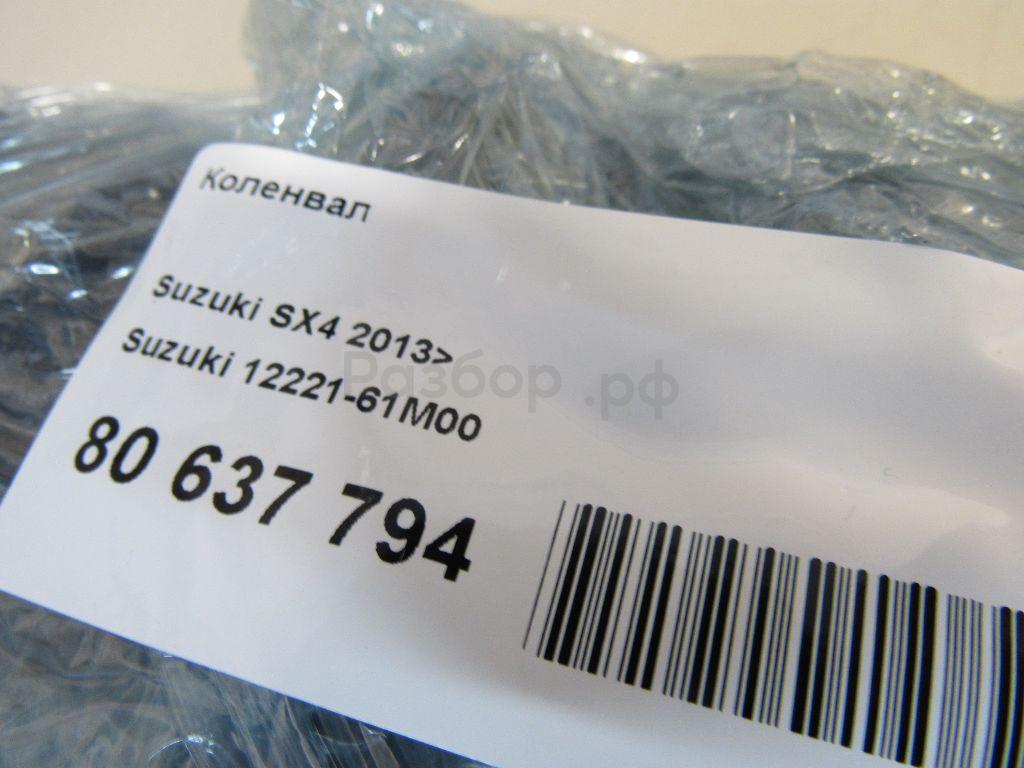 Коленвал
Suzuki SX4 2013>
Suzuki 12221-61M00
Разбор.рф
80 637 794